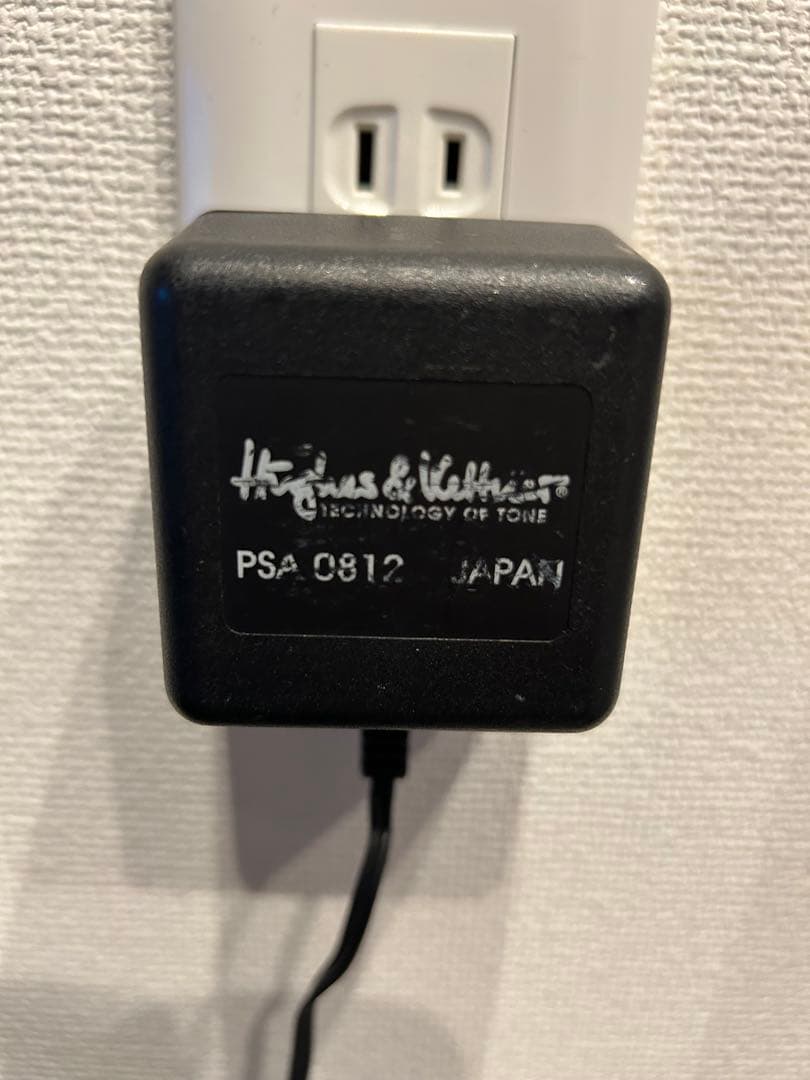 Hughes & Kettner®
TECHNOLOGY OF TONE
PSA 0812 JAPAN